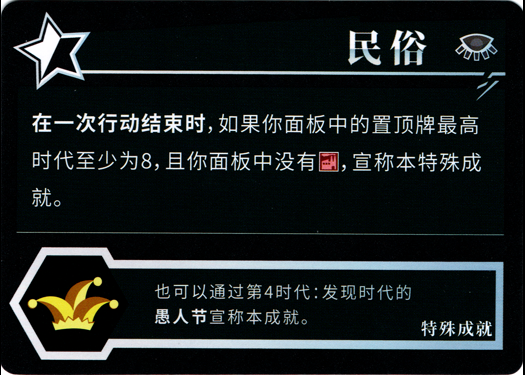 民俗
在一次行动结束时，如果你面板中的置顶牌最高
时代至少为8，且你面板中没有，宣称本特殊成
就。
也可以通过第4时代：发现时代的
愚人节宣称本成就。
特殊成就